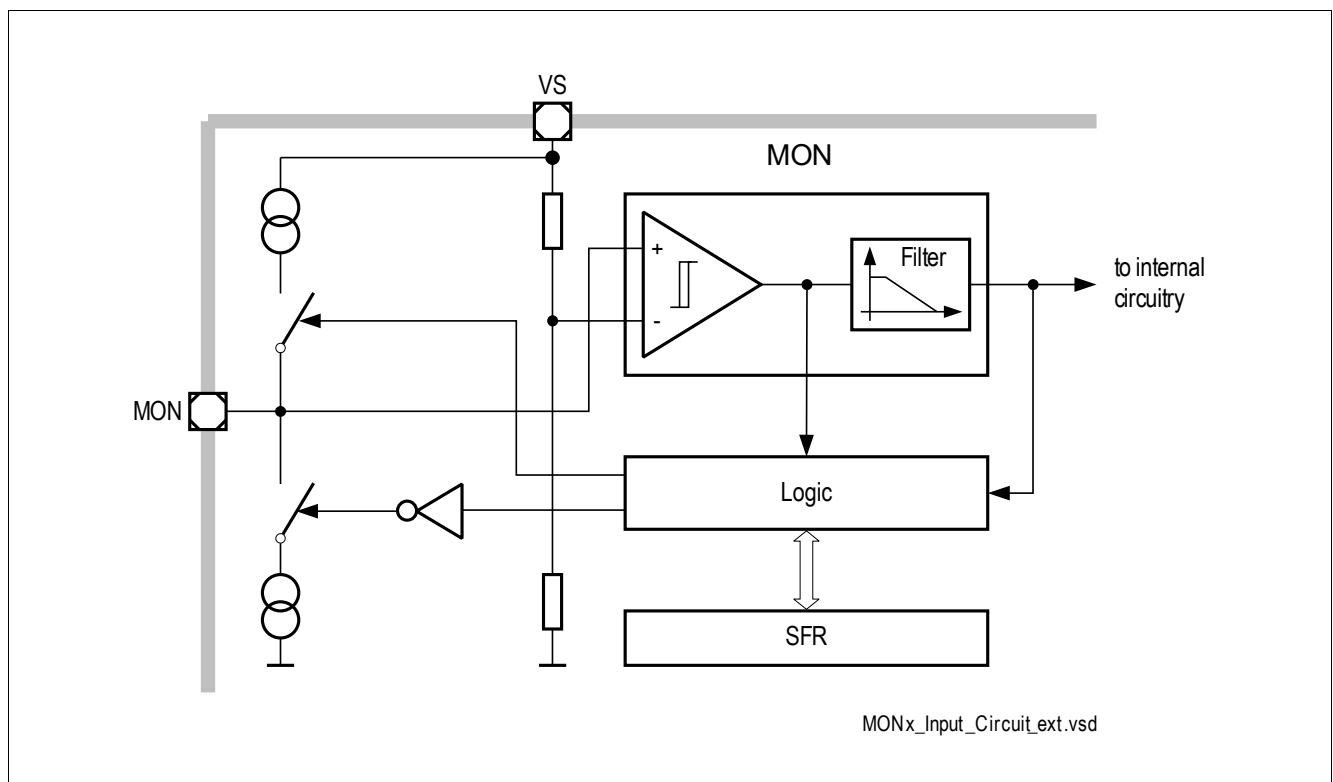 VS
MON
+
Filter
-
to internal
circuitry
MON
Logic
SFR
MONx_Input_Circuit_ext.vsd